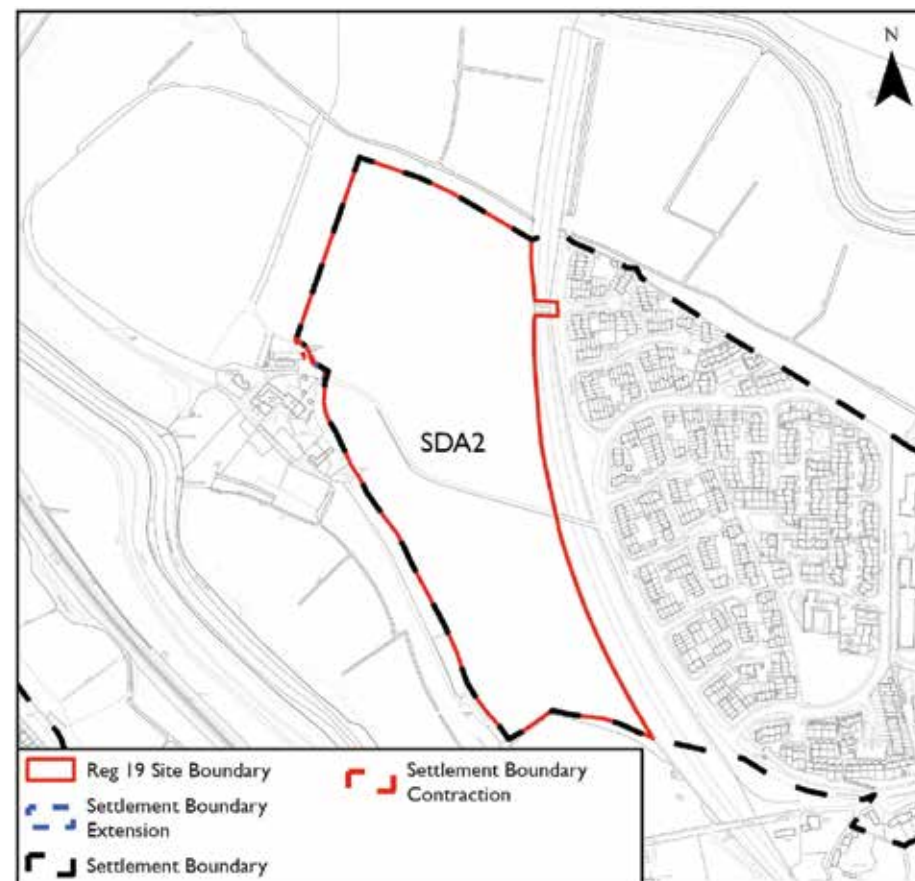 N
SDA2
Reg 19 Site Boundary
Settlement Boundary
Extension
Settlement Boundary
Settlement Boundary
Contraction